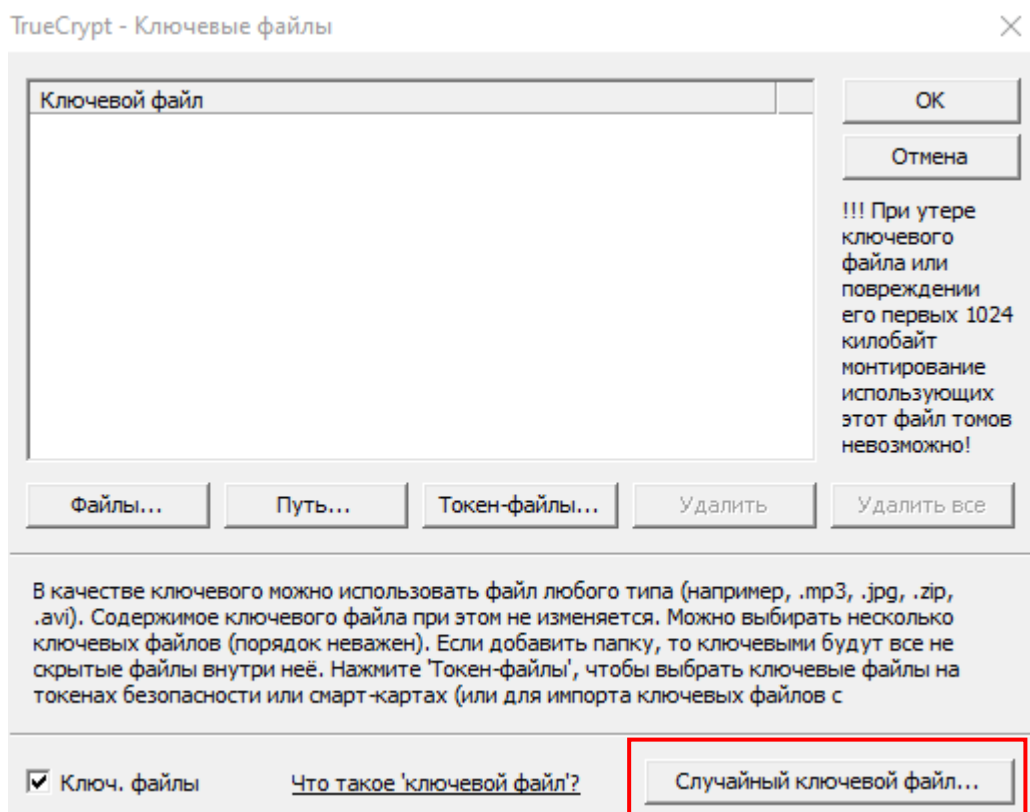 TrueCrypt - Ключевые файлы
Ключевой файл
OK
Отмена
!!! При утере
ключевого
файла или
повреждении
его первых 1024
килобайт
монтирование
использующих
этот файл томов
невозможно!
Файлы... Путь... Токен-файлы... Удалить Удалить все
В качестве ключевого можно использовать файл любого типа (например, .mp3, .jpg, .zip,
.avi). Содержимое ключевого файла при этом не изменяется. Можно выбирать несколько
ключевых файлов (порядок неважен). Если добавить папку, то ключевыми будут все не
скрытые файлы внутри неё. Нажмите 'Токен-файлы', чтобы выбрать ключевые файлы на
токенах безопасности или смарт-картах (или для импорта ключевых файлов с
Ключ. файлы Что такое 'ключевой файл'? Случайный ключевой файл...